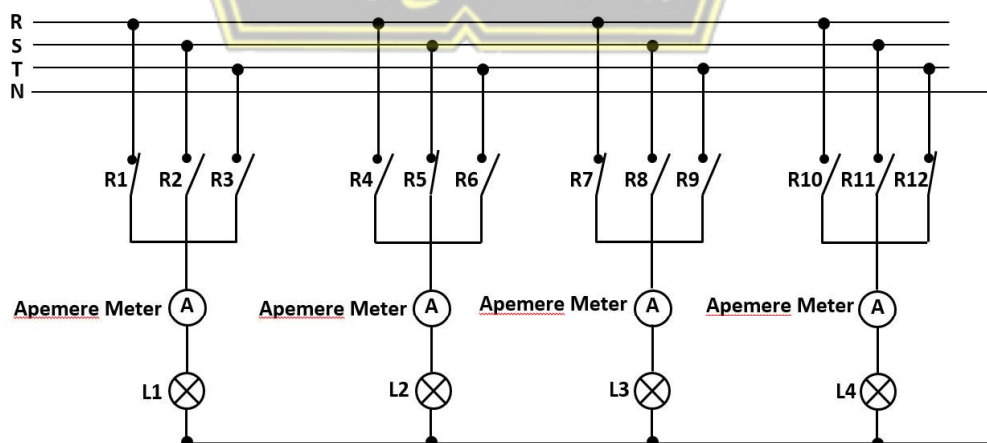 R
S
T
N
R1 R2 R3 R4 R5 R6 R7 R8 R9 R10 R11 R12
Apemere Meter A Apemere Meter A Apemere Meter A Apemere Meter A
L1 L2 L3 L4